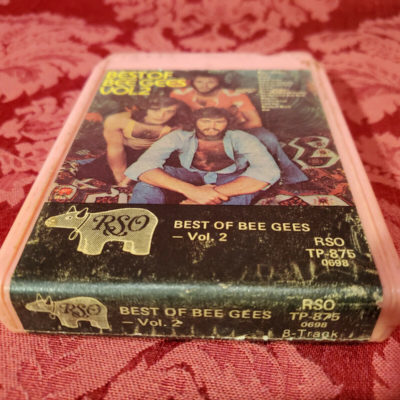 BEST OF
BEE GEES
VOL. 2
RSO
BEST OF BEE GEES
— Vol. 2
RSO
TP-875
0698
RSO
BEST OF BEE GEES
— Vol. 2
RSO
TP-875
0698
8-Track